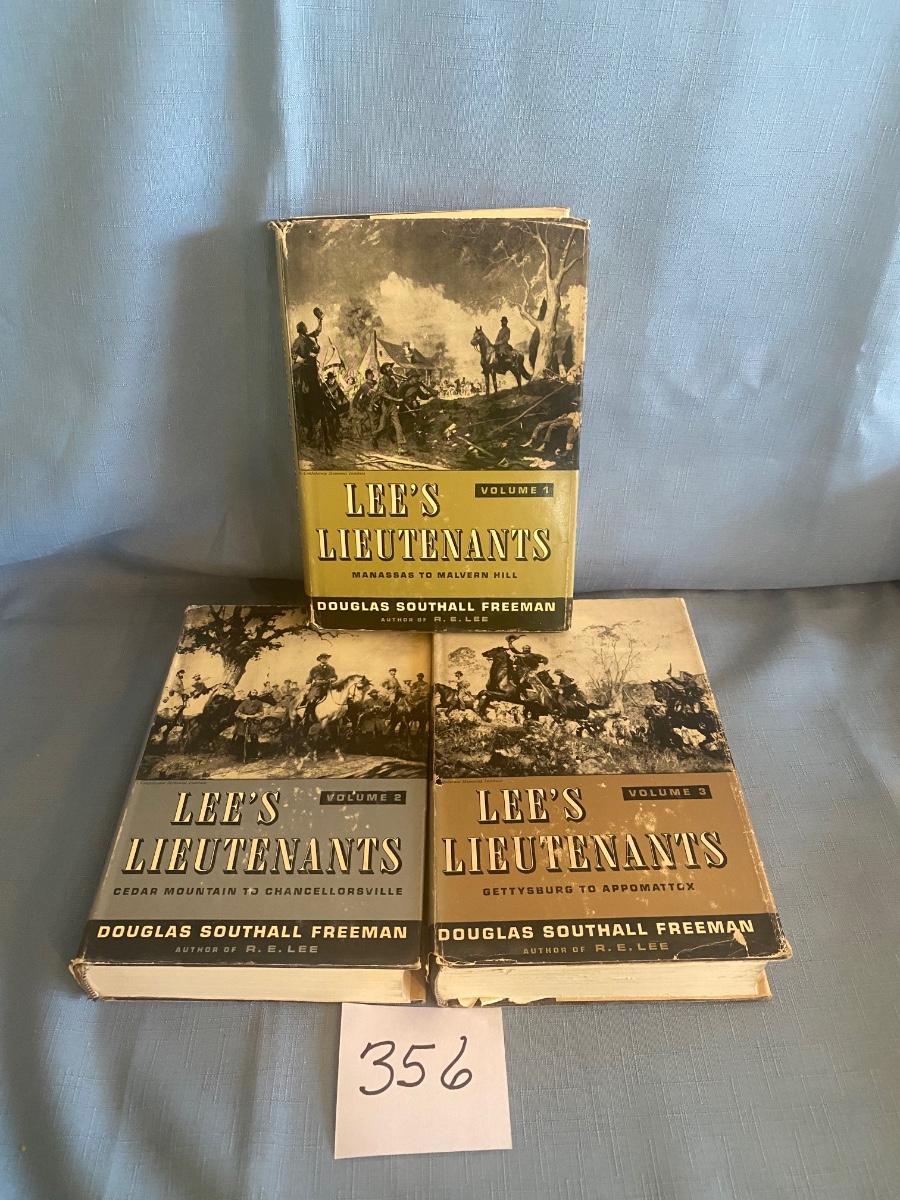 LEE'S
VOLUME 1
LIEUTENANTS
MANASSAS TO MALVERN HILL
DOUGLAS SOUTHALL FREEMAN
AUTHOR OF R. E. LEE
LEE'S
VOLUME 2
LIEUTENANTS
CEDAR MOUNTAIN TO CHANCELLORSVILLE
DOUGLAS SOUTHALL FREEMAN
AUTHOR OF R. E. LEE
LEE'S
VOLUME 3
LIEUTENANTS
GETTYSBURG TO APPOMATTOX
DOUGLAS SOUTHALL FREEMAN
AUTHOR OF R. E. LEE
356